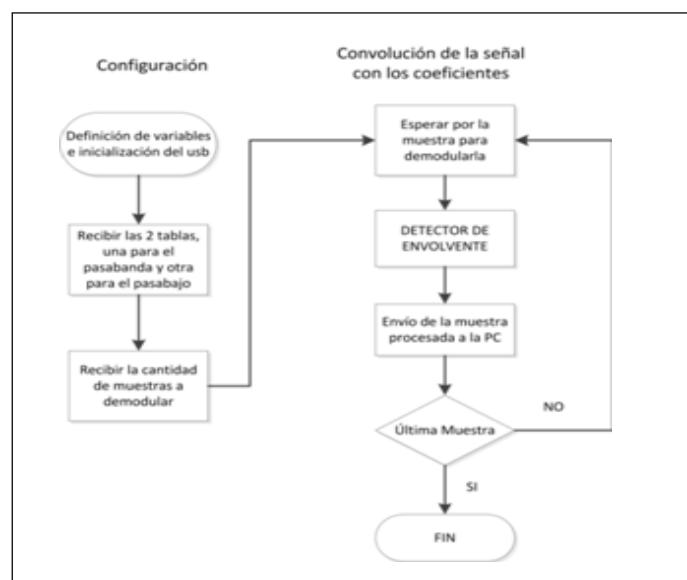 Configuración
Definición de variables
e inicialización del usb
Recibir las 2 tablas,
una para el
pasabanda y otra
para el pasabajo
Recibir la cantidad
de muestras a
demodular
Convolución de la señal
con los coeficientes
Esperar por la
muestra para
demodularla
DETECTOR DE
ENVOLVENTE
Envío de la muestra
procesada a la PC
Última Muestra
NO
SI
FIN